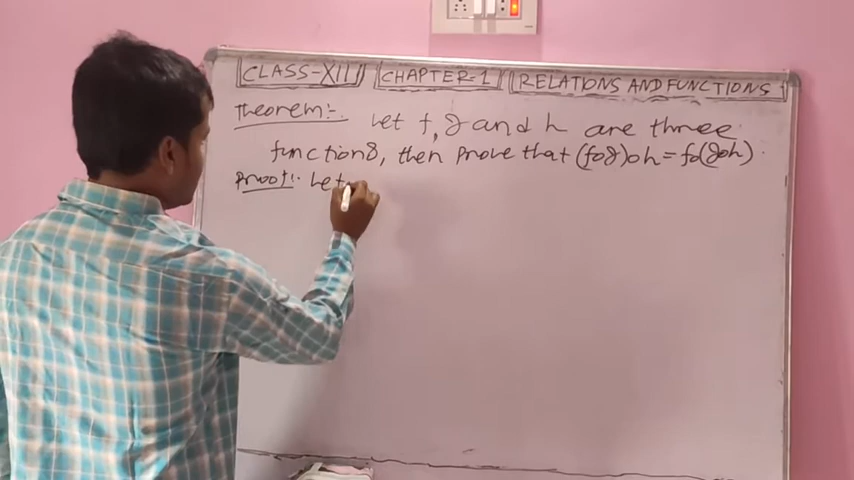 CLASS-XII CHAPTER-1 RELATIONS AND FUNCTIONS
Theorem:- Let f, g and h are three
functions, then prove that (fog)oh = fo(goh).
Proof:- Let